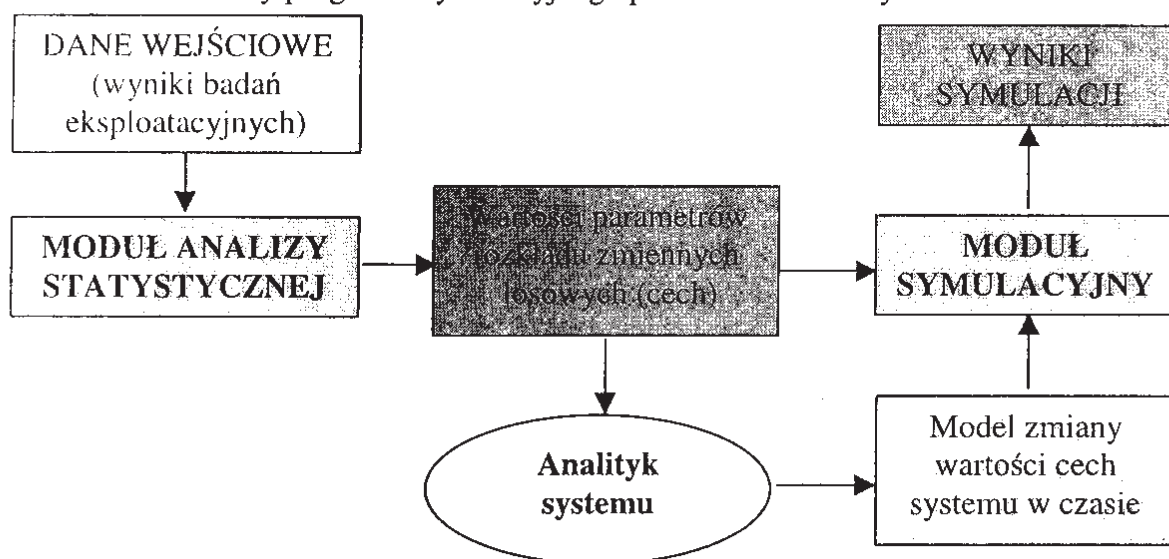 DANE WEJŚCIOWE
(wyniki badań
eksploatacyjnych)
WYNIKI
SYMULACJI
MODUŁ ANALIZY
STATYSTYCZNEJ
Wartości parametrów
rozkładu zmiennych
losowych (cech)
MODUŁ
SYMULACYJNY
Analityk
systemu
Model zmiany
wartości cech
systemu w czasie